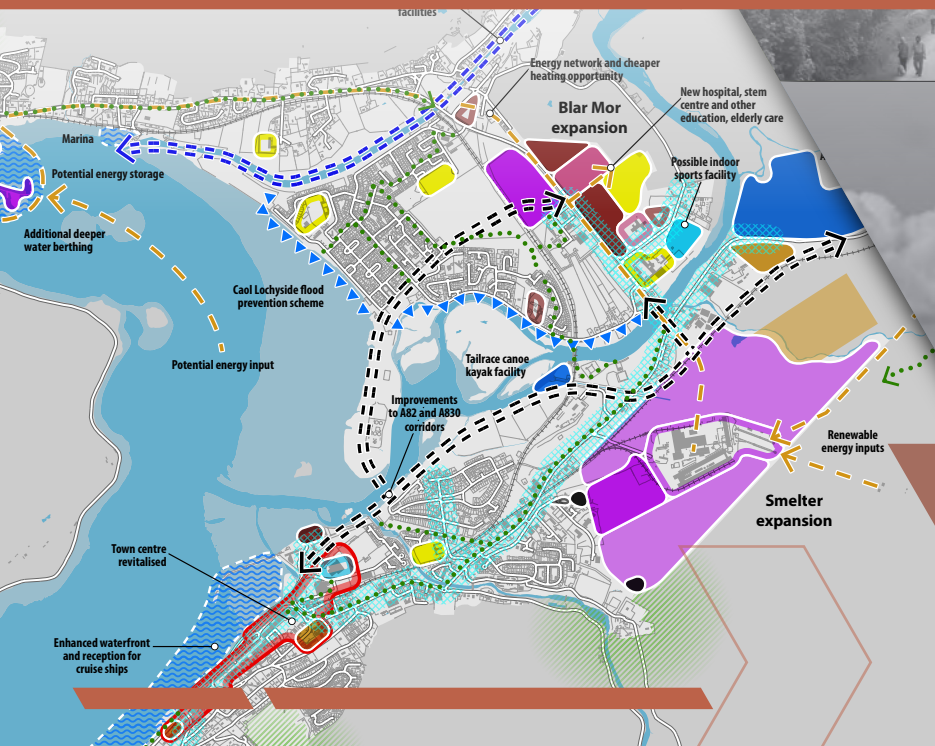 facilities
Energy network and cheaper
heating opportunity
Blar Mor
expansion
New hospital, stem
centre and other
education, elderly care
Marina
Possible indoor
sports facility
Potential energy storage
Additional deeper
water berthing
Caol Lochyside flood
prevention scheme
Potential energy input
Tailrace canoe
kayak facility
Improvements
to A82 and A830
corridors
Renewable
energy inputs
Smelter
expansion
Town centre
revitalised
Enhanced waterfront
and reception for
cruise ships